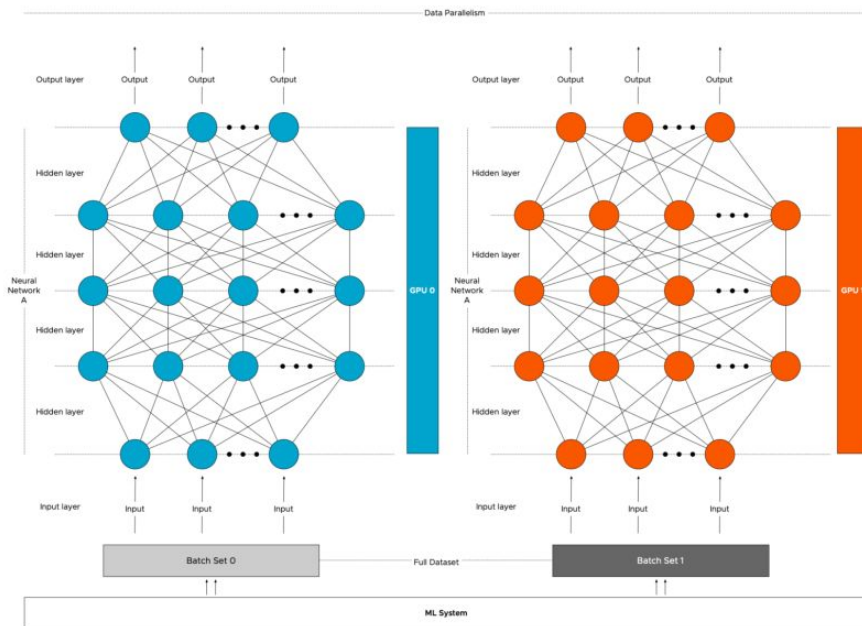 Data Parallelism
Output layer
Output
Output
Output
Output layer
Output
Output
Output
Hidden layer
Hidden layer
Hidden layer
Hidden layer
Neural
Network
A
GPU 0
Neural
Network
A
GPU
Hidden layer
Hidden layer
Hidden layer
Hidden layer
Input layer
Input
Input
Input
Input layer
Input
Input
Input
Batch Set 0
Full Dataset
Batch Set 1
ML System